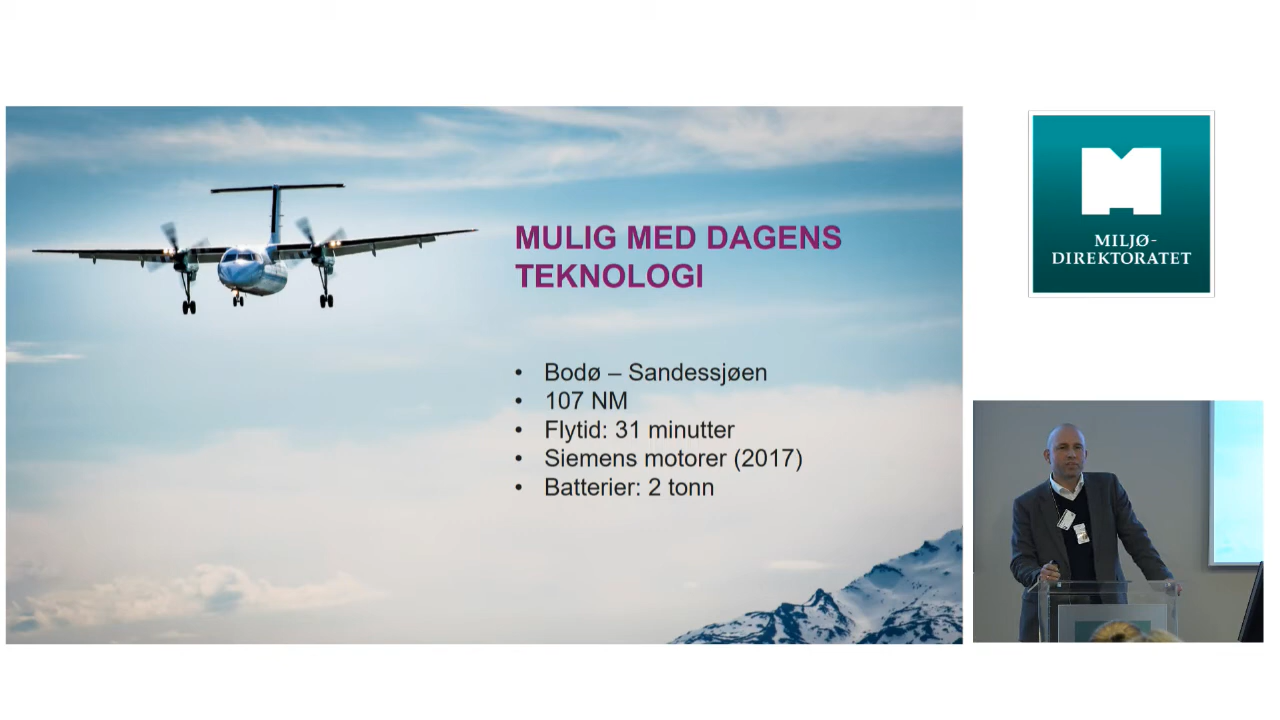 MULIG MED DAGENS
TEKNOLOGI
• Bodø – Sandessjøen
• 107 NM
• Flytid: 31 minutter
• Siemens motorer (2017)
• Batterier: 2 tonn
MILJØ-
DIREKTORATET